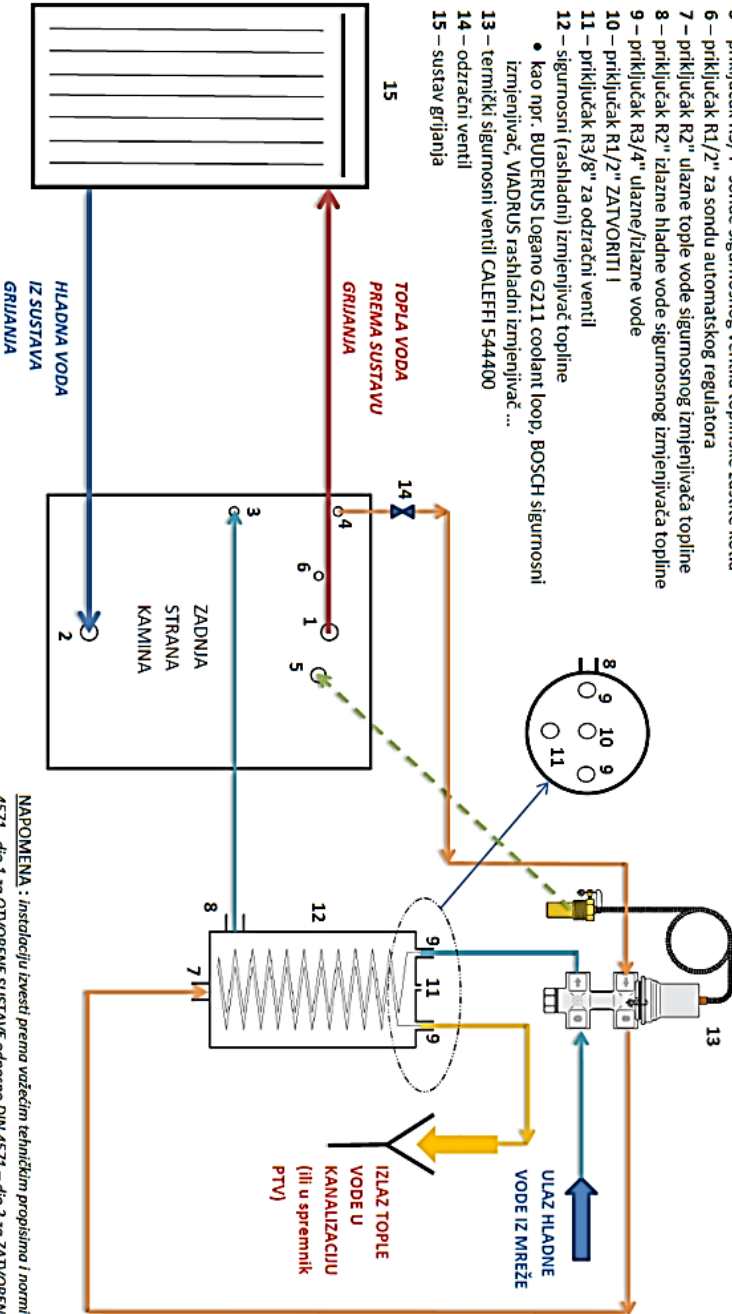 6 – priključak R1/2" za sondu automatskog regulatora
7 – priključak R2" ulazne tople vode sigurnosnog izmjenjivača topline
8 – priključak R2" izlazne hladne vode sigurnosnog izmjenjivača topline
9 – priključak R3/4" ulazne/izlazne vode
10 – priključak R1/2" ZATVORITI !
11 – priključak R3/8" za odzračni ventil
12 – sigurnosni (rashladni) izmjenjivač topline
• kao npr. BUDERUS Logano G211 coolant loop, BOSCH sigurnosni
izmjenjivač, VIADRUS rashladni izmjenjivač ...
13 – termički sigurnosni ventil CALEFFI 544400
14 – odzračni ventil
15 – sustav grijanja
15
TOPLA VODA
PREMA SUSTAVU
GRIJANJA
HLADNA VODA
IZ SUSTAVA
GRIJANJA
14
4
3
6
1
5
2
ZADNJA
STRANA
KAMINA
8
9
10
9
11
13
12
8
7
9
11
9
ULAZ HLADNE
VODE IZ MREŽE
IZLAZ TOPLE
VODE U
KANALIZACIJU
(ili u spremnik
PTV)
NAPOMENA : instalaciju izvesti prema važećim tehničkim propisima i normi